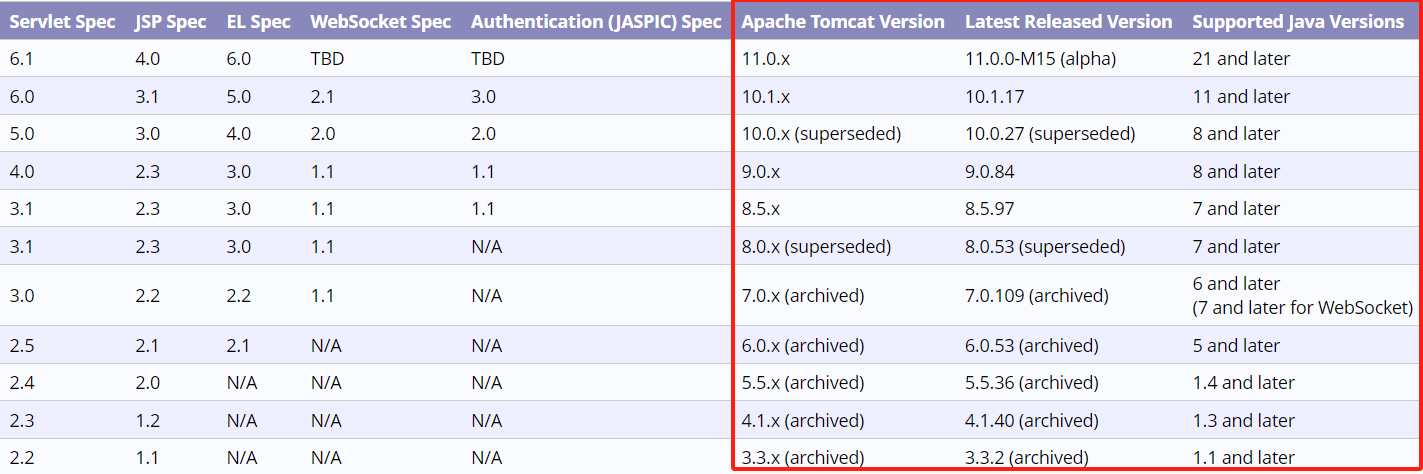 Servlet Spec JSP Spec EL Spec WebSocket Spec Authentication (JASPIC) Spec Apache Tomcat Version Latest Released Version Supported Java Versions
6.1 4.0 6.0 TBD TBD 11.0.x 11.0.0-M15 (alpha) 21 and later
6.0 3.1 5.0 2.1 3.0 10.1.x 10.1.17 11 and later
5.0 3.0 4.0 2.0 2.0 10.0.x (superseded) 10.0.27 (superseded) 8 and later
4.0 2.3 3.0 1.1 1.1 9.0.x 9.0.84 8 and later
3.1 2.3 3.0 1.1 1.1 8.5.x 8.5.97 7 and later
3.1 2.3 3.0 1.1 N/A 8.0.x (superseded) 8.0.53 (superseded) 7 and later
3.0 2.2 2.2 1.1 N/A 7.0.x (archived) 7.0.109 (archived) 6 and later
(7 and later for WebSocket)
2.5 2.1 2.1 N/A N/A 6.0.x (archived) 6.0.53 (archived) 5 and later
2.4 2.0 N/A N/A N/A 5.5.x (archived) 5.5.36 (archived) 1.4 and later
2.3 1.2 N/A N/A N/A 4.1.x (archived) 4.1.40 (archived) 1.3 and later
2.2 1.1 N/A N/A N/A 3.3.x (archived) 3.3.2 (archived) 1.1 and later